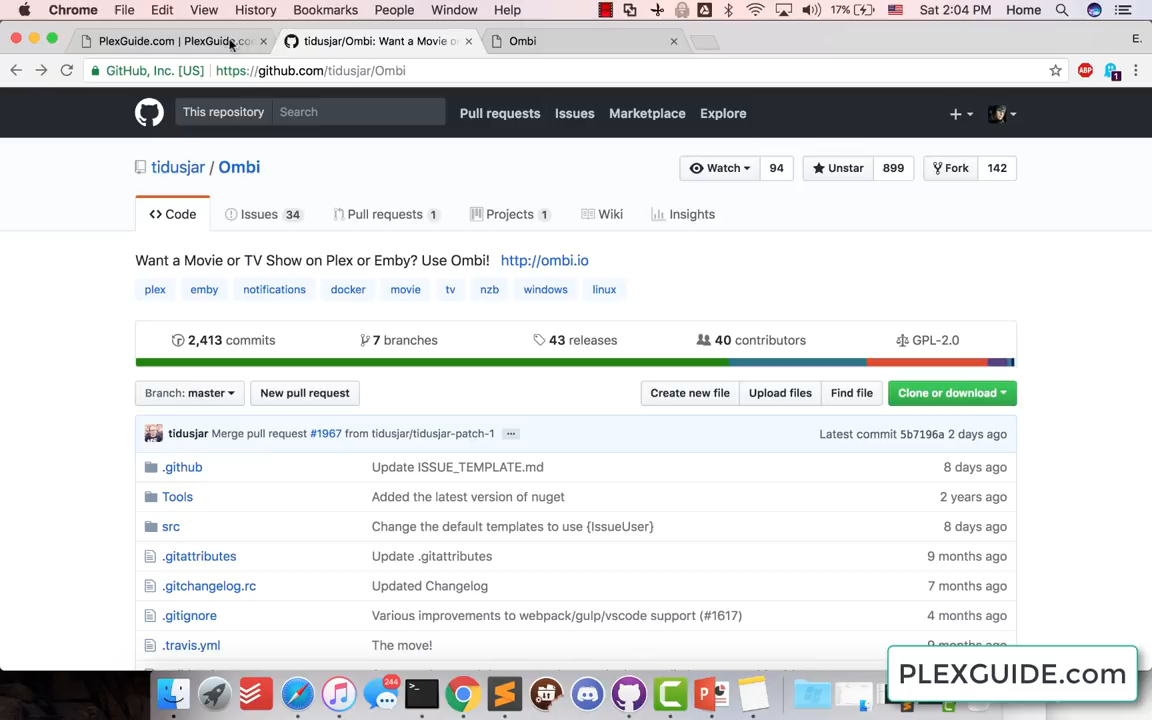 Chrome File Edit View History Bookmarks People Window Help 17% Sat 2:04 PM Home
PlexGuide.com | PlexGuide.co tidusjar/Ombi: Want a Movie o Ombi E.
GitHub, Inc. [US] https://github.com/tidusjar/Ombi ABP 1
This repository Search Pull requests Issues Marketplace Explore
tidusjar / Ombi Watch 94 Unstar 899 Fork 142
Code Issues 34 Pull requests 1 Projects 1 Wiki Insights
Want a Movie or TV Show on Plex or Emby? Use Ombi! http://ombi.io
plex emby notifications docker movie tv nzb windows linux
2,413 commits 7 branches 43 releases 40 contributors GPL-2.0
Branch: master New pull request Create new file Upload files Find file Clone or download
tidusjar Merge pull request #1967 from tidusjar/tidusjar-patch-1 ... Latest commit 5b7196a 2 days ago
.github Update ISSUE_TEMPLATE.md 8 days ago
Tools Added the latest version of nuget 2 years ago
src Change the default templates to use {IssueUser} 8 days ago
.gitattributes Update .gitattributes 9 months ago
.gitchangelog.rc Updated Changelog 7 months ago
.gitignore Various improvements to webpack/gulp/vscode support (#1617) 4 months ago
.travis.yml The move! 9 months ago
244
PLEXGUIDE.com